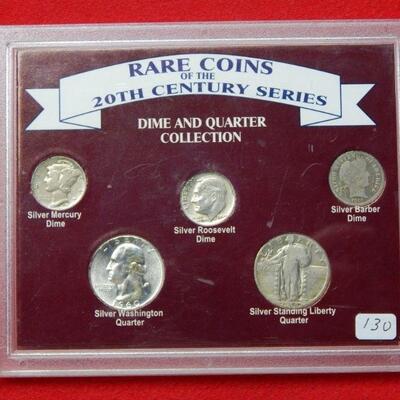 RARE COINS
OF THE
20TH CENTURY SERIES
DIME AND QUARTER
COLLECTION
Silver Mercury
Dime
Silver Roosevelt
Dime
Silver Barber
Dime
Silver Washington
Quarter
Silver Standing Liberty
Quarter
130